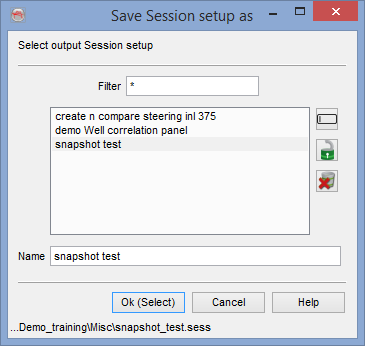 Save Session setup as
Select output Session setup
Filter *
create n compare steering inl 375
demo Well correlation panel
snapshot test
Name snapshot test
Ok (Select) Cancel Help
...Demo_training\Misc\snapshot_test.sess